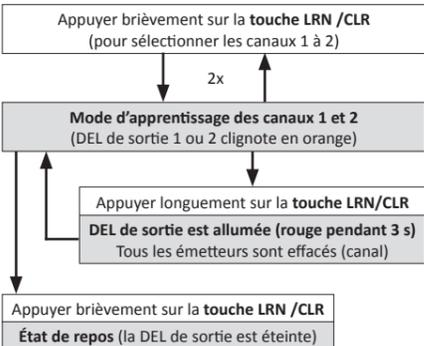 Appuyer brièvement sur la touche LRN /CLR
(pour sélectionner les canaux 1 à 2)
2x
Mode d'apprentissage des canaux 1 et 2
(DEL de sortie 1 ou 2 clignote en orange)
Appuyer longuement sur la touche LRN/CLR
DEL de sortie est allumée (rouge pendant 3 s)
Tous les émetteurs sont effacés (canal)
Appuyer brièvement sur la touche LRN /CLR
État de repos (la DEL de sortie est éteinte)